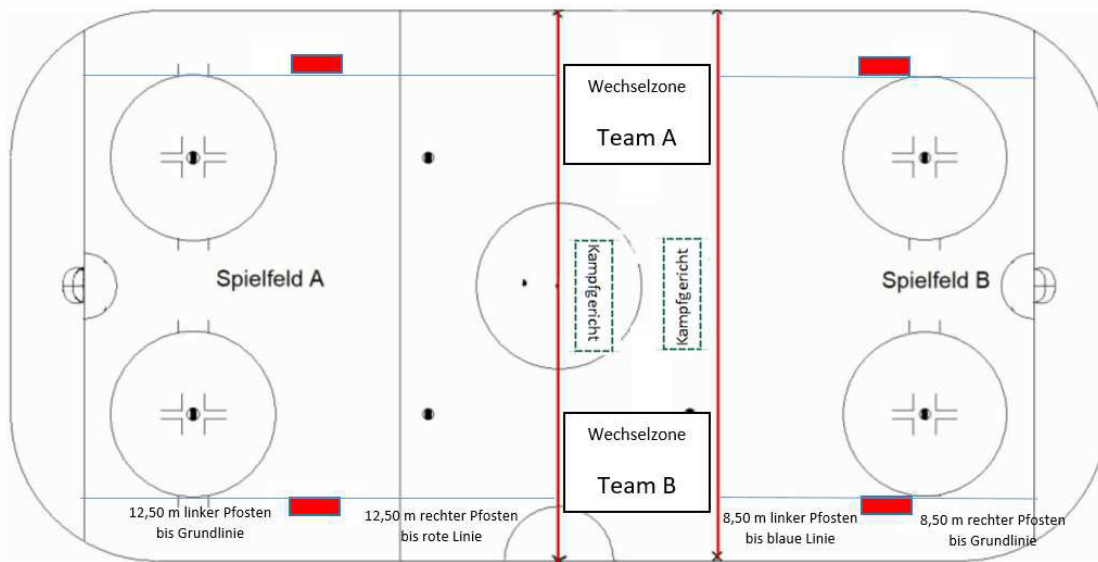 Wechselzone
Team A
Spielfeld A
Kampfgericht
Kampfgericht
Spielfeld B
Wechselzone
Team B
12,50 m linker Pfosten
bis Grundlinie
12,50 m rechter Pfosten
bis rote Linie
8,50 m linker Pfosten
bis blaue Linie
8,50 m rechter Pfosten
bis Grundlinie